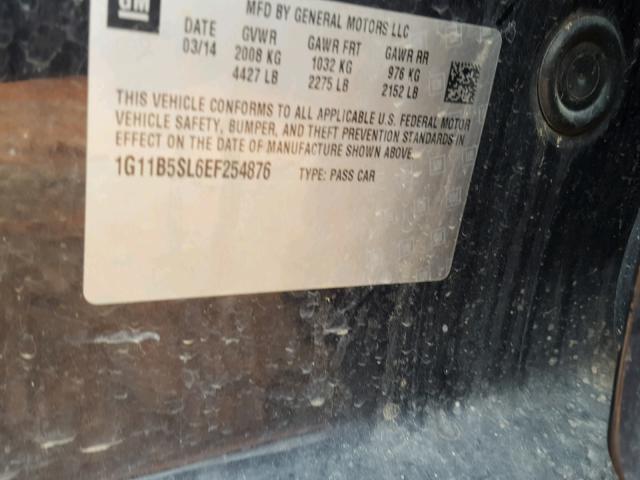 GM
MFD BY GENERAL MOTORS LLC
DATE GVWR GAWR FRT GAWR RR
03/14 2008 KG 1032 KG 976 KG
4427 LB 2275 LB 2152 LB
THIS VEHICLE CONFORMS TO ALL APPLICABLE U.S. FEDERAL MOTOR
VEHICLE SAFETY, BUMPER, AND THEFT PREVENTION STANDARDS IN
EFFECT ON THE DATE OF MANUFACTURE SHOWN ABOVE.
1G11B5SL6EF254876 TYPE: PASS CAR